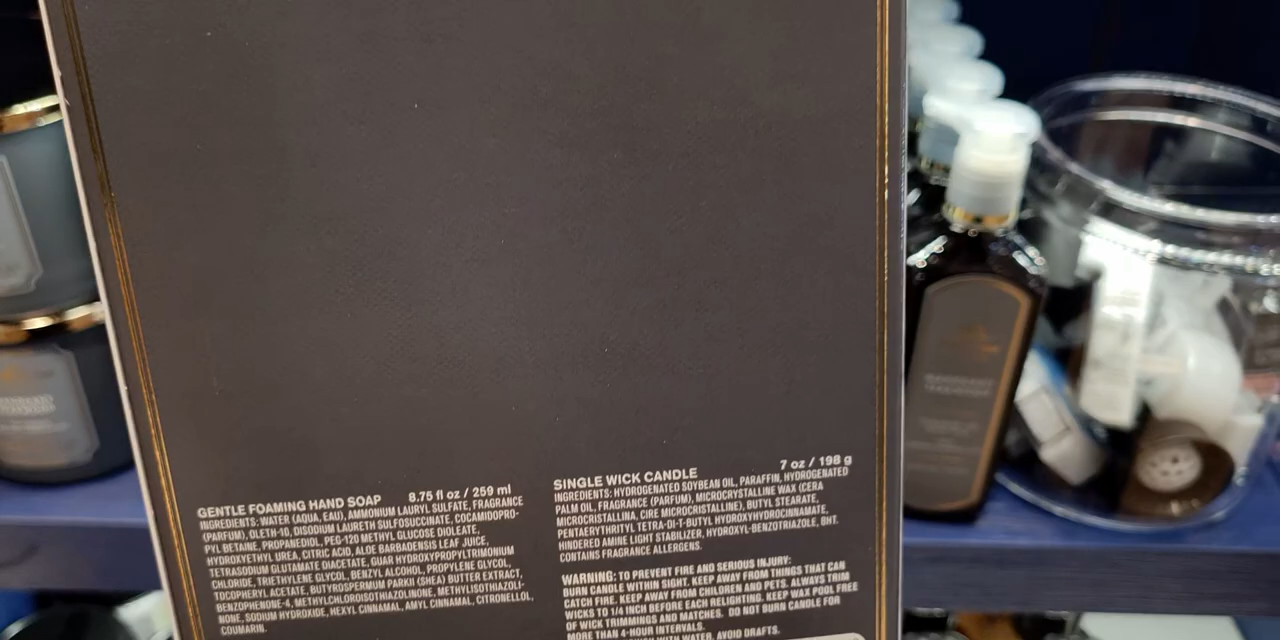 GENTLE FOAMING HAND SOAP 8.75 fl oz / 259 ml
INGREDIENTS: WATER (AQUA, EAU), AMMONIUM LAURYL SULFATE, FRAGRANCE
(PARFUM), OLETH-10, DISODIUM LAURETH SULFOSUCCINATE, COCAMIDOPRO-
PYL BETAINE, PROPANEDIOL, PEG-120 METHYL GLUCOSE DIOLEATE,
HYDROXYETHYL UREA, CITRIC ACID, ALOE BARBADENSIS LEAF JUICE,
TETRASODIUM GLUTAMATE DIACETATE, GUAR HYDROXYPROPYLTRIMONIUM
CHLORIDE, TRIETHYLENE GLYCOL, BENZYL ALCOHOL, PROPYLENE GLYCOL,
TOCOPHERYL ACETATE, BUTYROSPERMUM PARKII (SHEA) BUTTER EXTRACT,
BENZOPHENONE-4, METHYLCHLOROISOTHIAZOLINONE, METHYLISOTHIAZOLI-
NONE, SODIUM HYDROXIDE, HEXYL CINNAMAL, AMYL CINNAMAL, CITRONELLOL,
COUMARIN.
SINGLE WICK CANDLE 7 oz / 198 g
INGREDIENTS: HYDROGENATED SOYBEAN OIL, PARAFFIN, HYDROGENATED
PALM OIL, FRAGRANCE (PARFUM), MICROCRYSTALLINE WAX (CERA
MICROCRISTALLINA, CIRE MICROCRISTALLINE), BUTYL STEARATE,
PENTAERYTHRITYL TETRA-DI-T-BUTYL HYDROXYHYDROCINNAMATE,
HINDERED AMINE LIGHT STABILIZER, HYDROXYL-BENZOTRIAZOLE, BHT.
CONTAINS FRAGRANCE ALLERGENS.
WARNING: TO PREVENT FIRE AND SERIOUS INJURY:
BURN CANDLE WITHIN SIGHT. KEEP AWAY FROM THINGS THAT CAN
CATCH FIRE. KEEP AWAY FROM CHILDREN AND PETS. ALWAYS TRIM
WICKS TO 1/4 INCH BEFORE EACH RELIGHTING. KEEP WAX POOL FREE
OF WICK TRIMMINGS AND MATCHES. DO NOT BURN CANDLE FOR
MORE THAN 4-HOUR INTERVALS.
WITH WATER. AVOID DRAFTS.